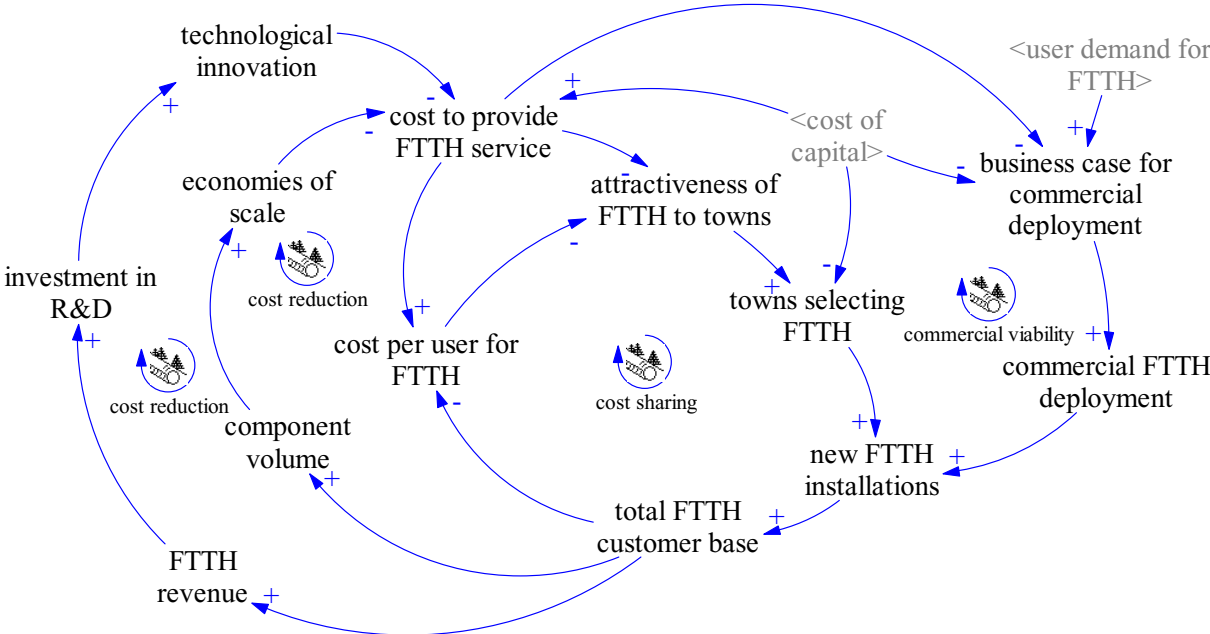 technological
innovation
<user demand for
FTTH>
+
+
-
cost to provide
FTTH service
-
<cost of
capital>
+
-
-
business case for
commercial
deployment
economies of
scale
-
attractiveness of
FTTH to towns
-
+
-
investment in
R&D
cost reduction
+
-
towns selecting
FTTH
commercial viability
+
+
cost per user for
FTTH
+
commercial FTTH
deployment
cost reduction
cost sharing
-
component
volume
+
+
new FTTH
installations
+
+
total FTTH
customer base
+
FTTH
revenue
+